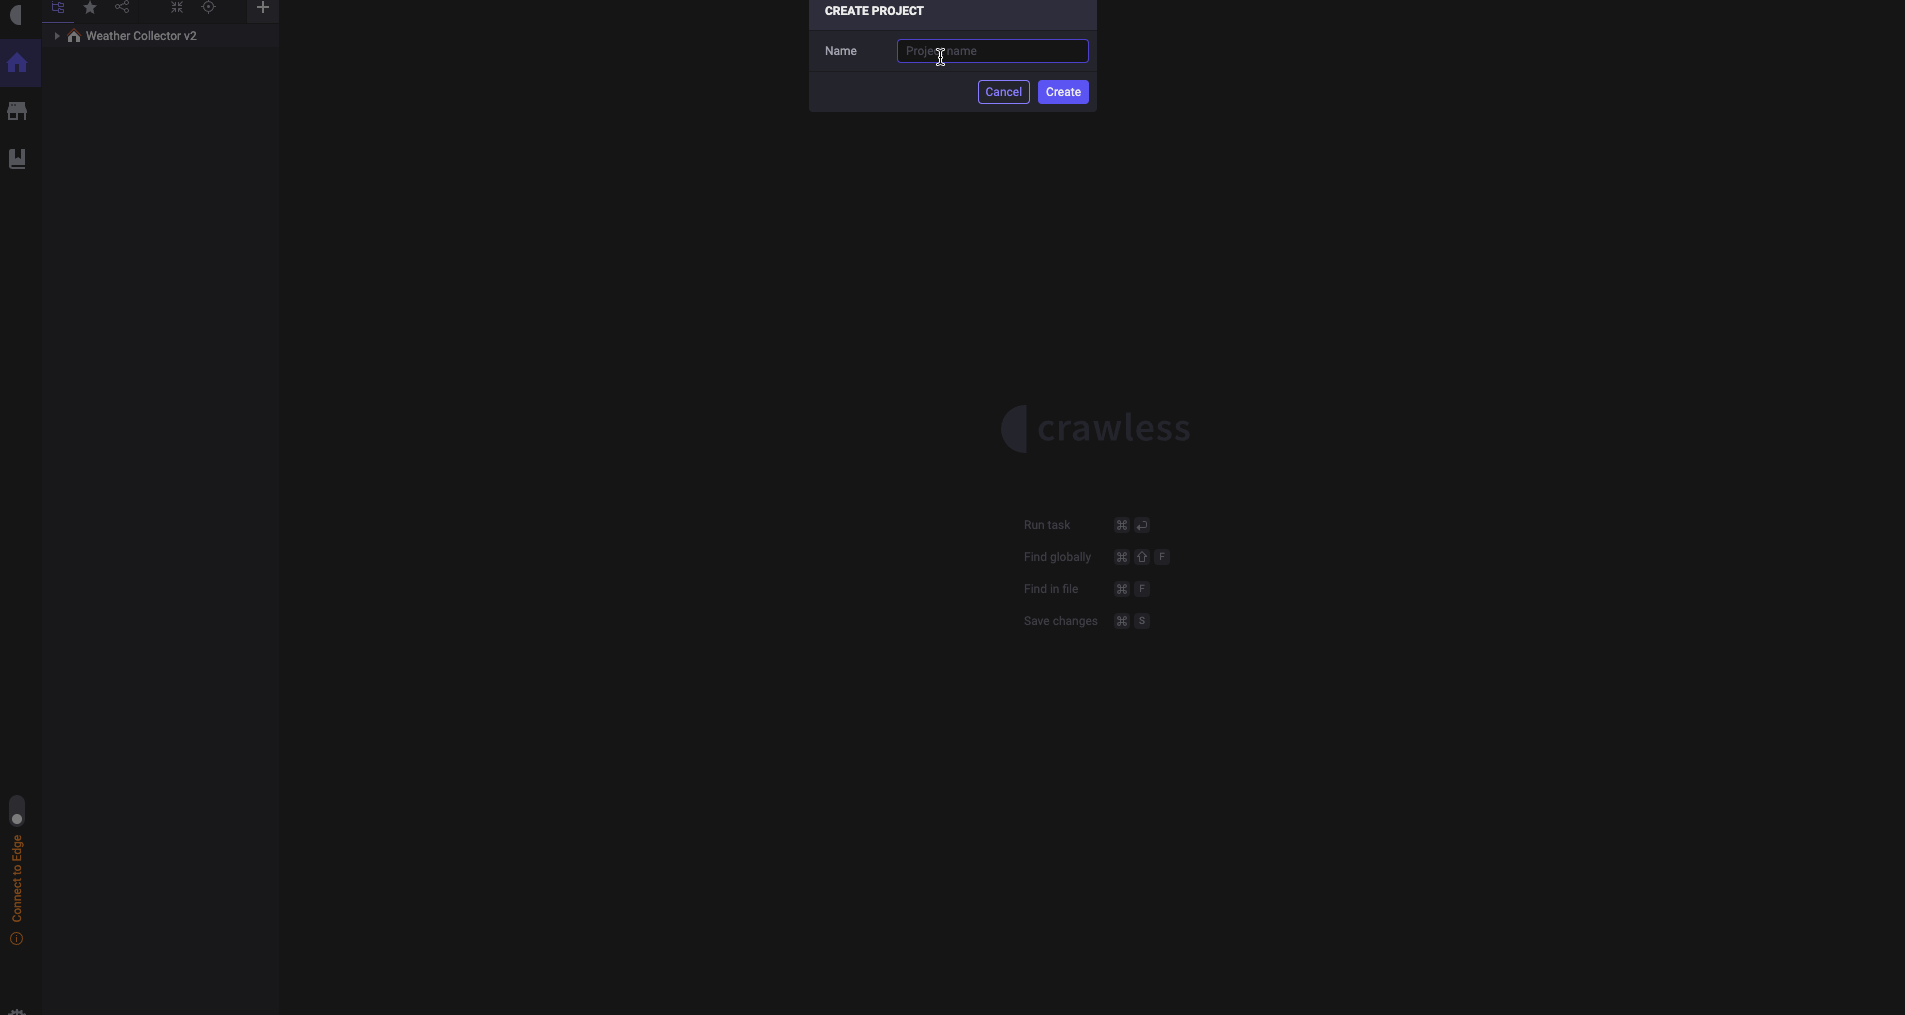 CREATE PROJECT
Weather Collector v2
Name
Project name
Cancel
Create
crawless
Run task ⌘ ↵
Find globally ⌘ ⇧ F
Find in file ⌘ F
Save changes ⌘ S
Connect to Edge